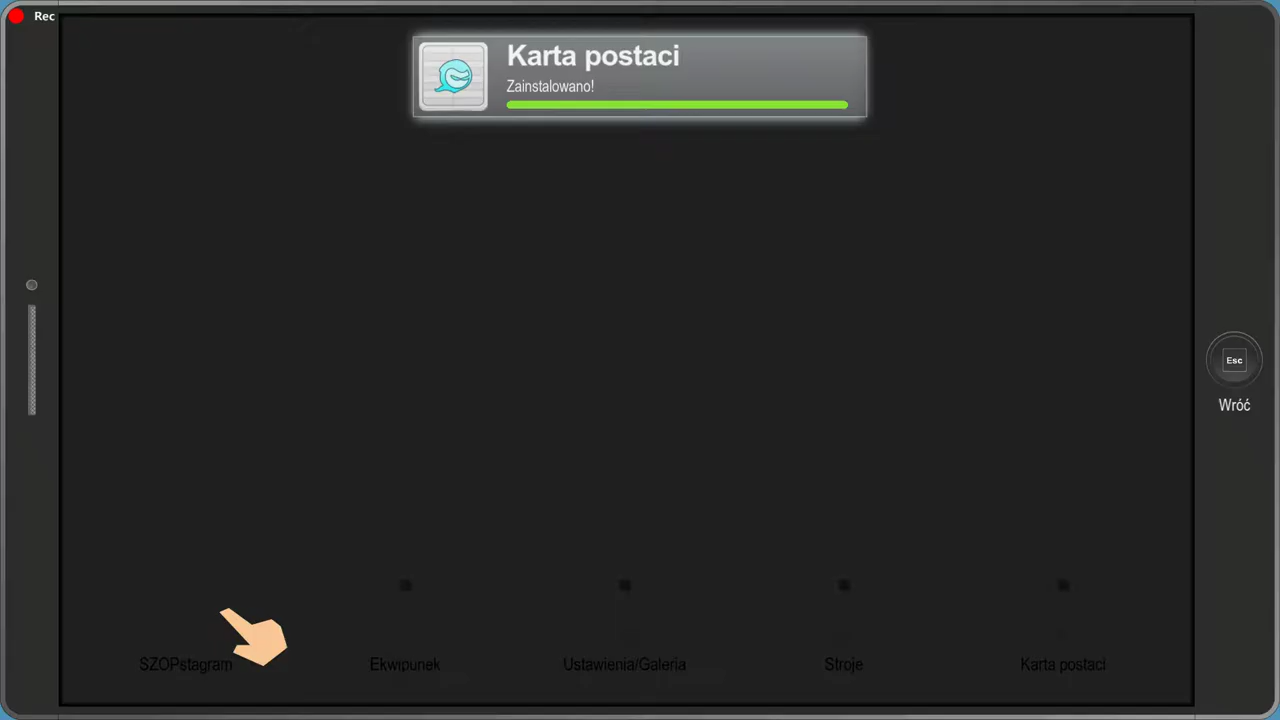 Rec
Karta postaci
Zainstalowano!
Esc
Wróć
SZOPstagram
Ekwipunek
Ustawienia/Galeria
Stroje
Karta postaci